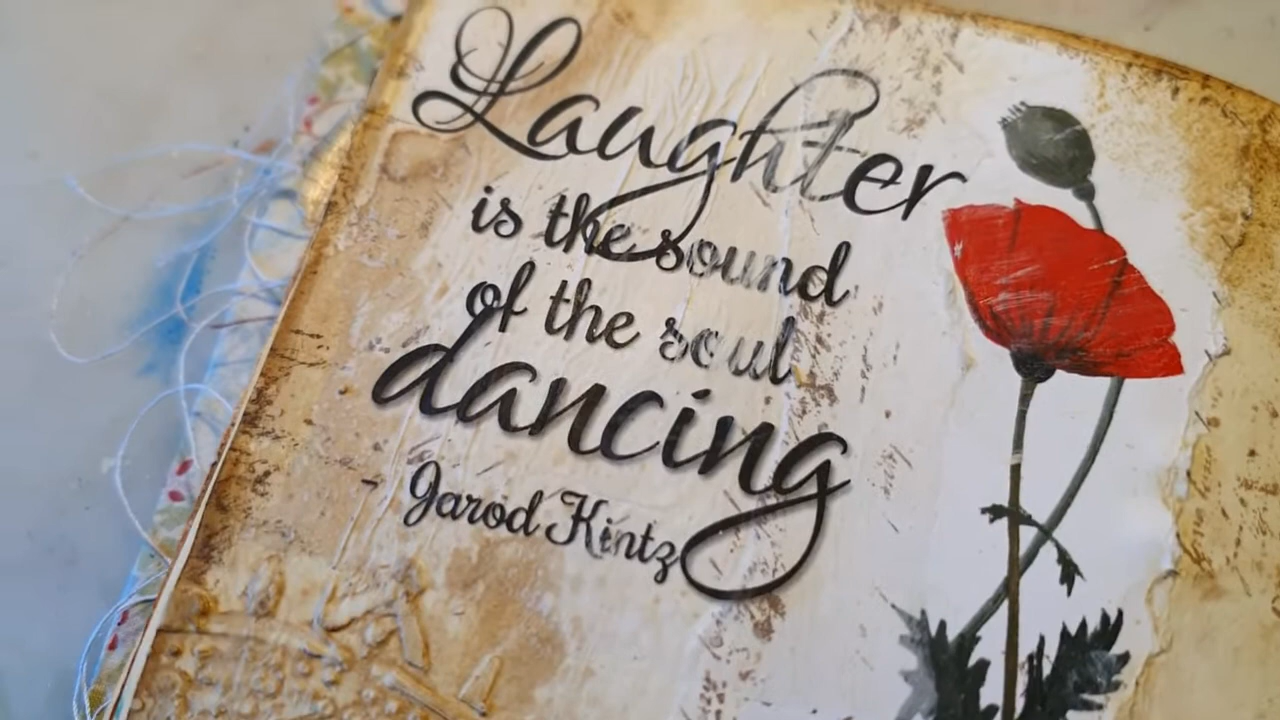 Laughter
is the sound
of the soul
dancing
- Jarod Kintz